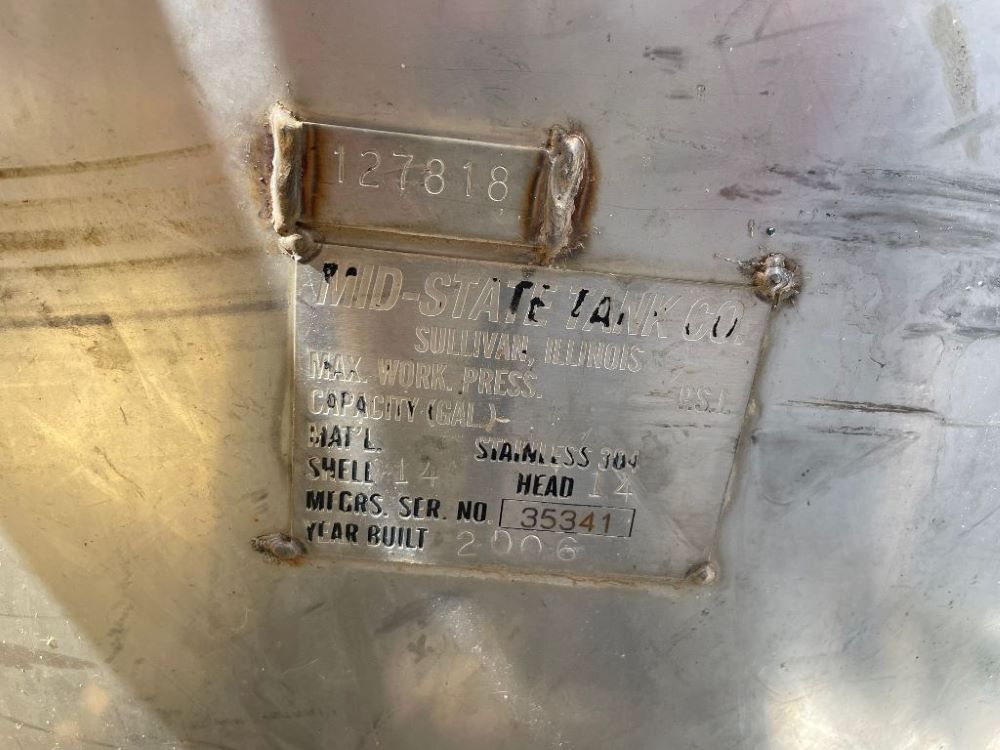 127818
MID-STATE TANK CO.
SULLIVAN, ILLINOIS
MAX. WORK. PRESS. P.S.I.
CAPACITY (GAL.)
MAT'L. STAINLESS 304
SHELL 14 HEAD 14
MFGRS. SER. NO. 35341
YEAR BUILT 2006